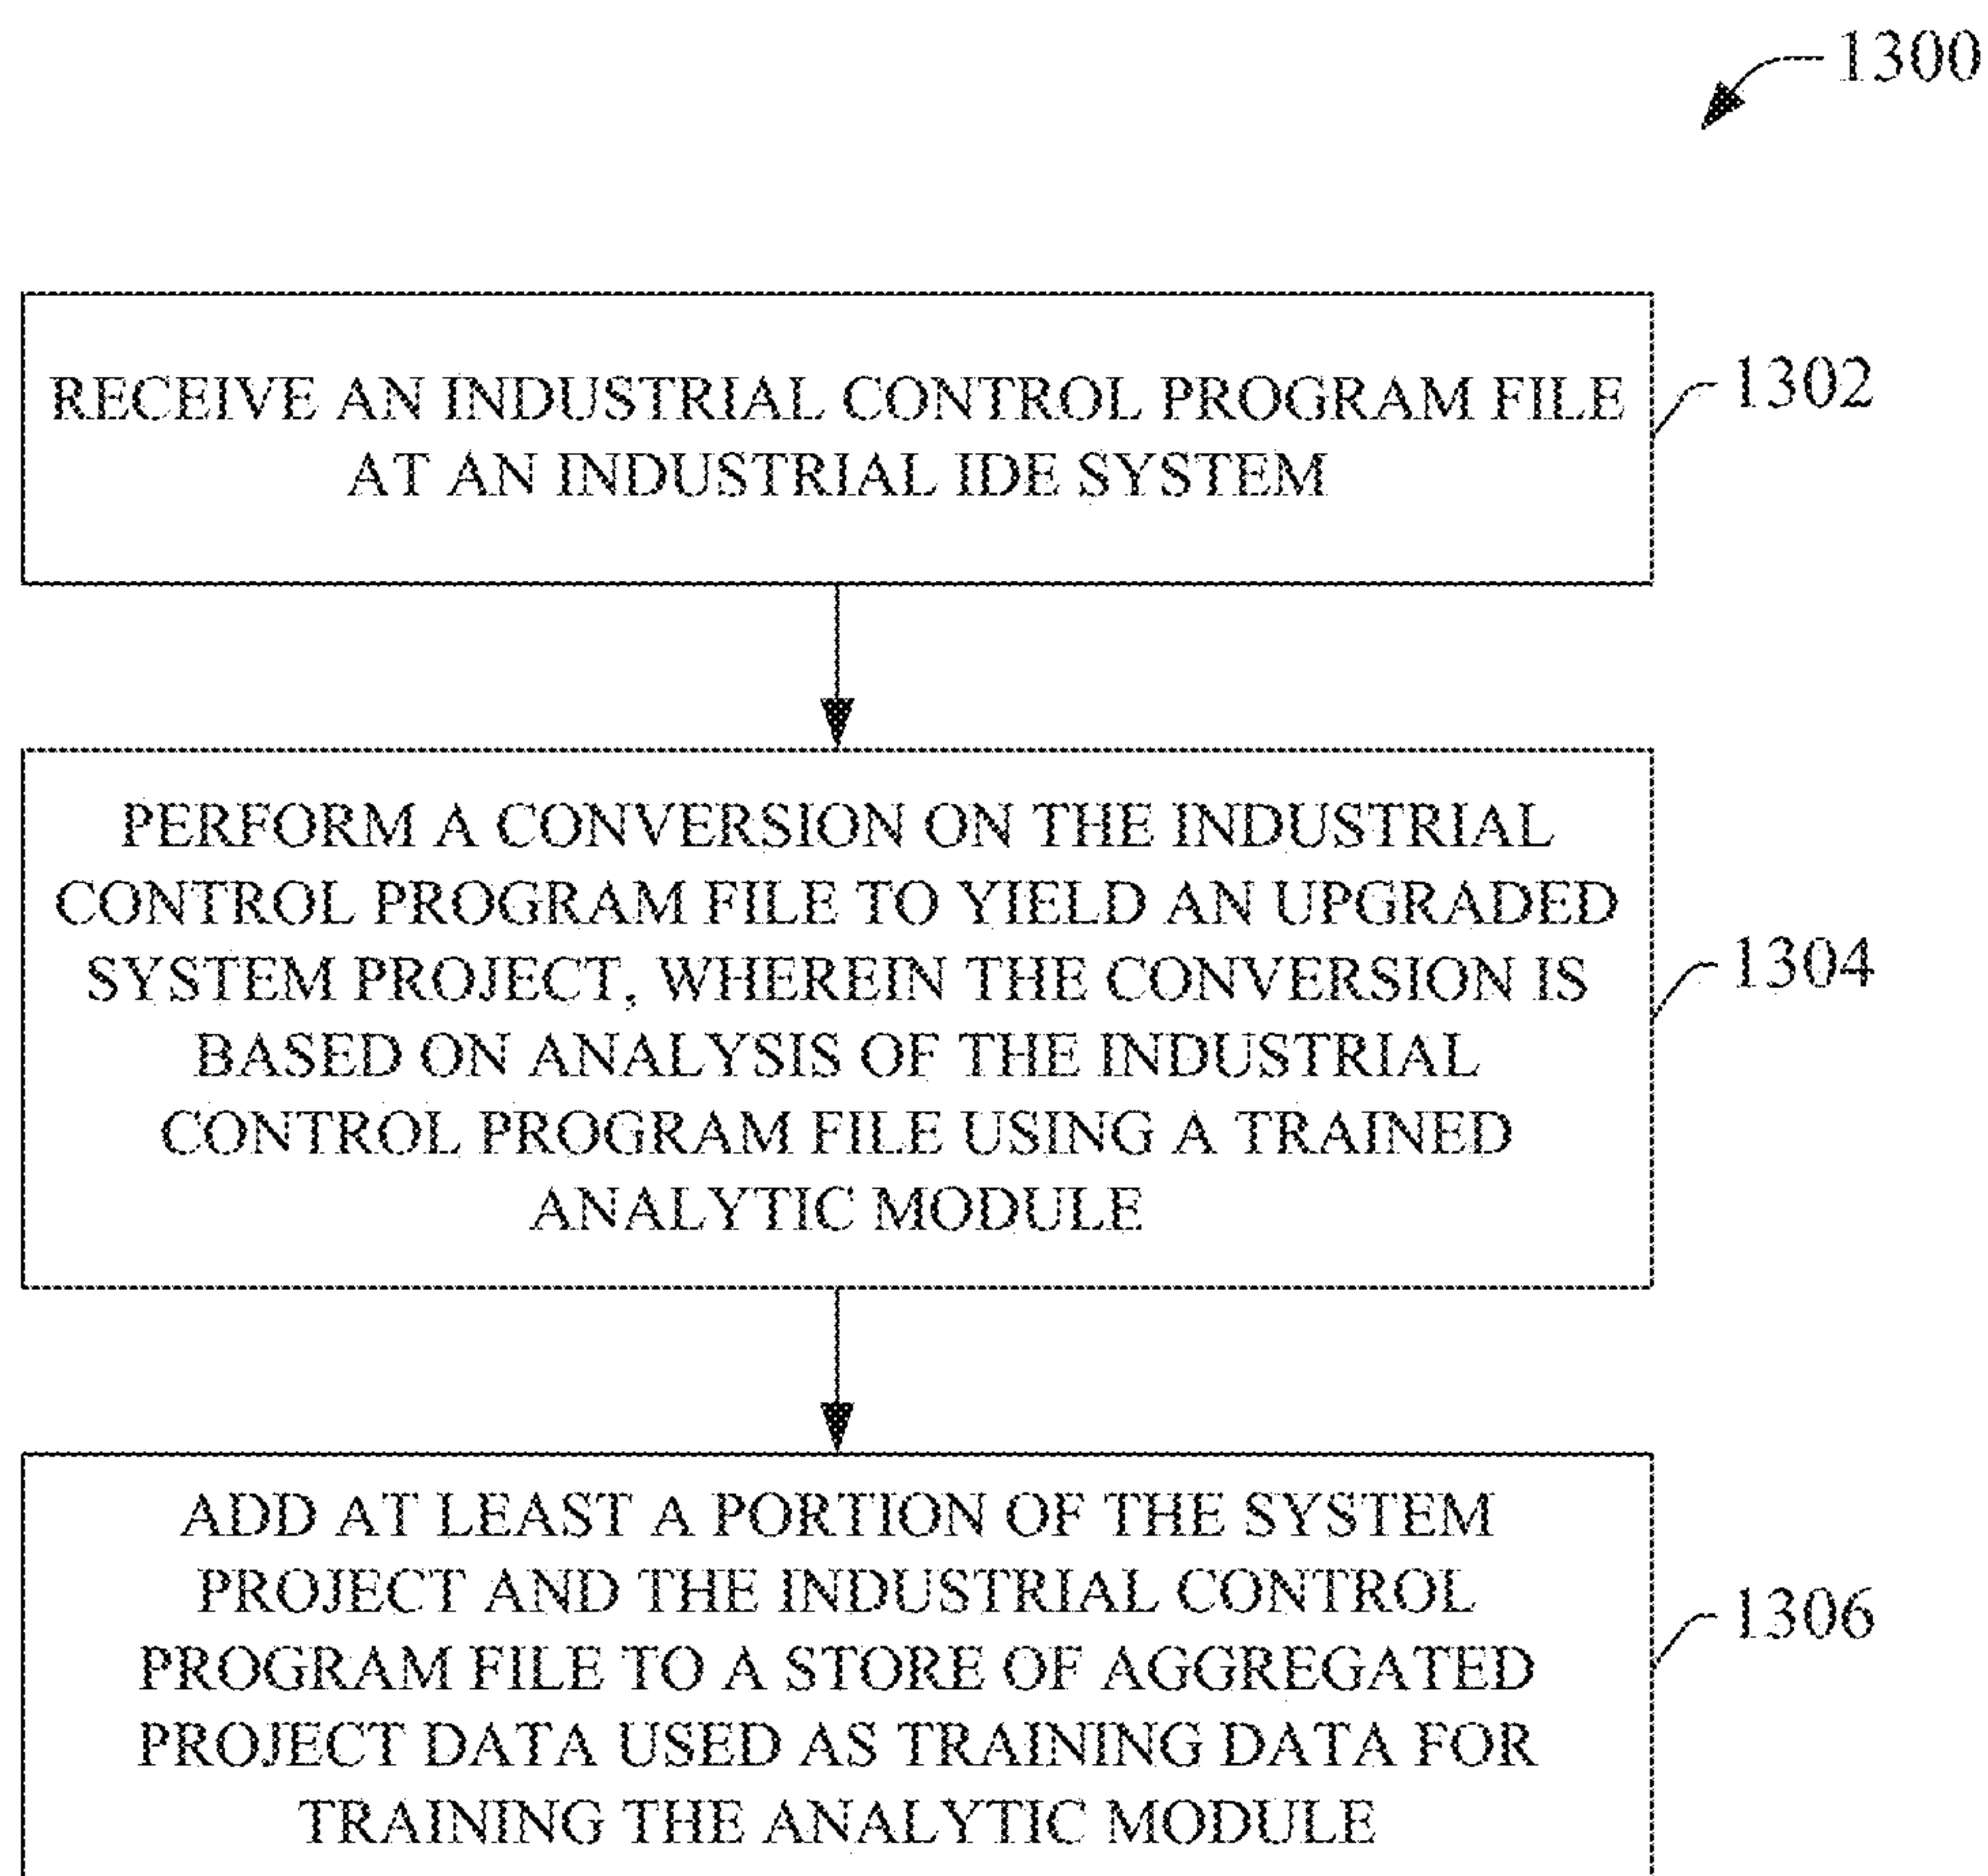 1300
RECEIVE AN INDUSTRIAL CONTROL PROGRAM FILE
AT AN INDUSTRIAL IDE SYSTEM
1302
PERFORM A CONVERSION ON THE INDUSTRIAL
CONTROL PROGRAM FILE TO YIELD AN UPGRADED
SYSTEM PROJECT, WHEREIN THE CONVERSION IS
BASED ON ANALYSIS OF THE INDUSTRIAL
CONTROL PROGRAM FILE USING A TRAINED
ANALYTIC MODULE
1304
ADD AT LEAST A PORTION OF THE SYSTEM
PROJECT AND THE INDUSTRIAL CONTROL
PROGRAM FILE TO A STORE OF AGGREGATED
PROJECT DATA USED AS TRAINING DATA FOR
TRAINING THE ANALYTIC MODULE
1306